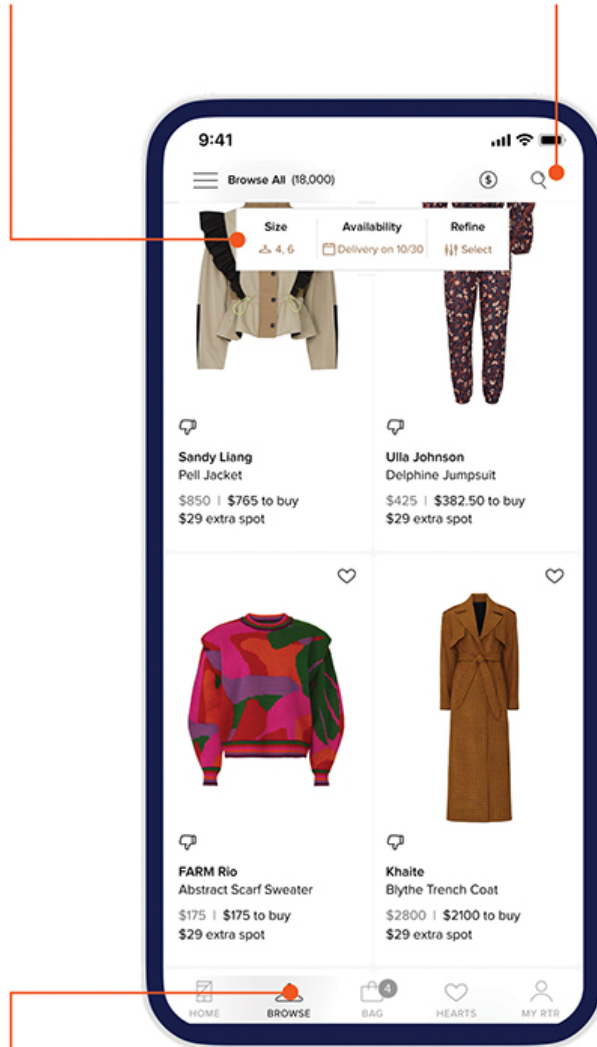 9:41
Browse All (18,000)
$
Size Availability Refine
4, 6 Delivery on 10/30 Select
Sandy Liang
Pell Jacket
$850 | $765 to buy
$29 extra spot
Ulla Johnson
Delphine Jumpsuit
$425 | $382.50 to buy
$29 extra spot
FARM Rio
Abstract Scarf Sweater
$175 | $175 to buy
$29 extra spot
Khaite
Blythe Trench Coat
$2800 | $2100 to buy
$29 extra spot
4
HOME BROWSE BAG HEARTS MY RTR